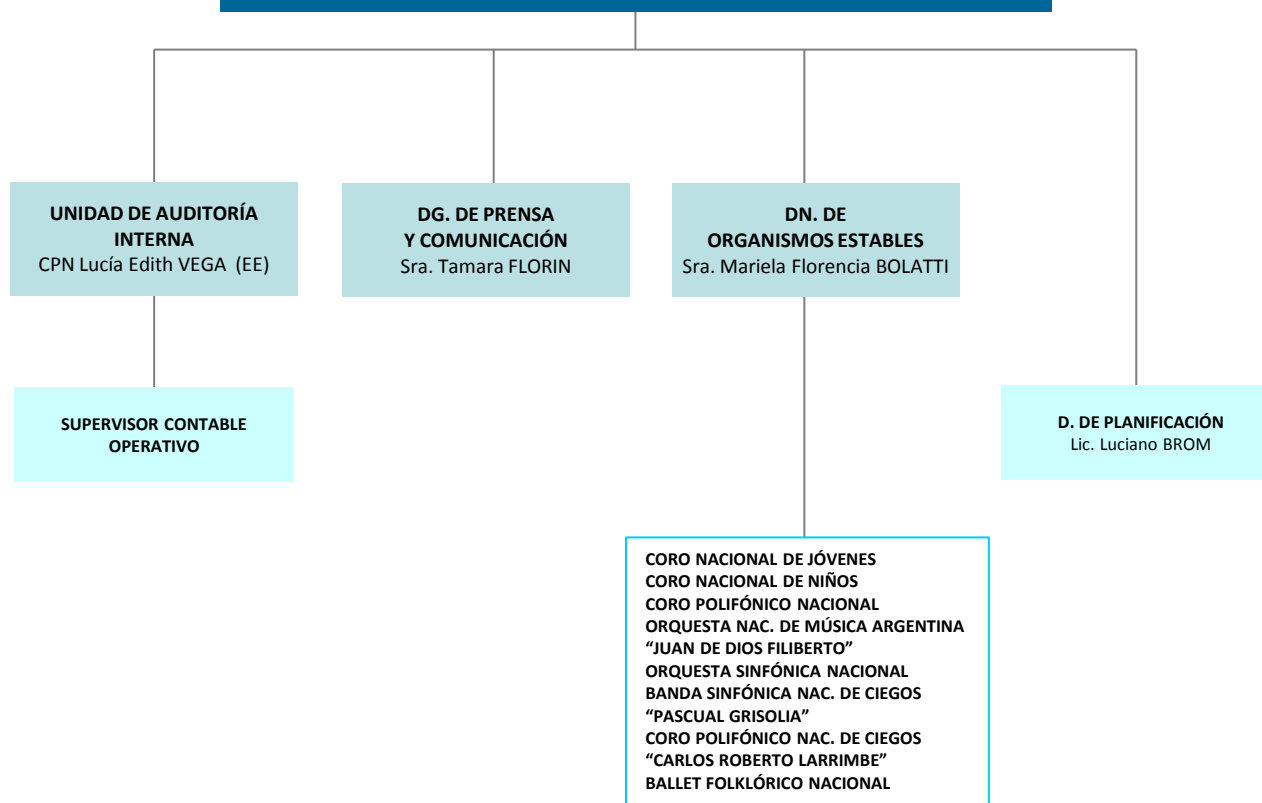 UNIDAD DE AUDITORÍA
INTERNA
CPN Lucía Edith VEGA (EE)
DG. DE PRENSA
Y COMUNICACIÓN
Sra. Tamara FLORIN
DN. DE
ORGANISMOS ESTABLES
Sra. Mariela Florencia BOLATTI
SUPERVISOR CONTABLE
OPERATIVO
D. DE PLANIFICACIÓN
Lic. Luciano BROM
CORO NACIONAL DE JÓVENES
CORO NACIONAL DE NIÑOS
CORO POLIFÓNICO NACIONAL
ORQUESTA NAC. DE MÚSICA ARGENTINA
“JUAN DE DIOS FILIBERTO”
ORQUESTA SINFÓNICA NACIONAL
BANDA SINFÓNICA NAC. DE CIEGOS
“PASCUAL GRISOLIA”
CORO POLIFÓNICO NAC. DE CIEGOS
“CARLOS ROBERTO LARRIMBE”
BALLET FOLKLÓRICO NACIONAL